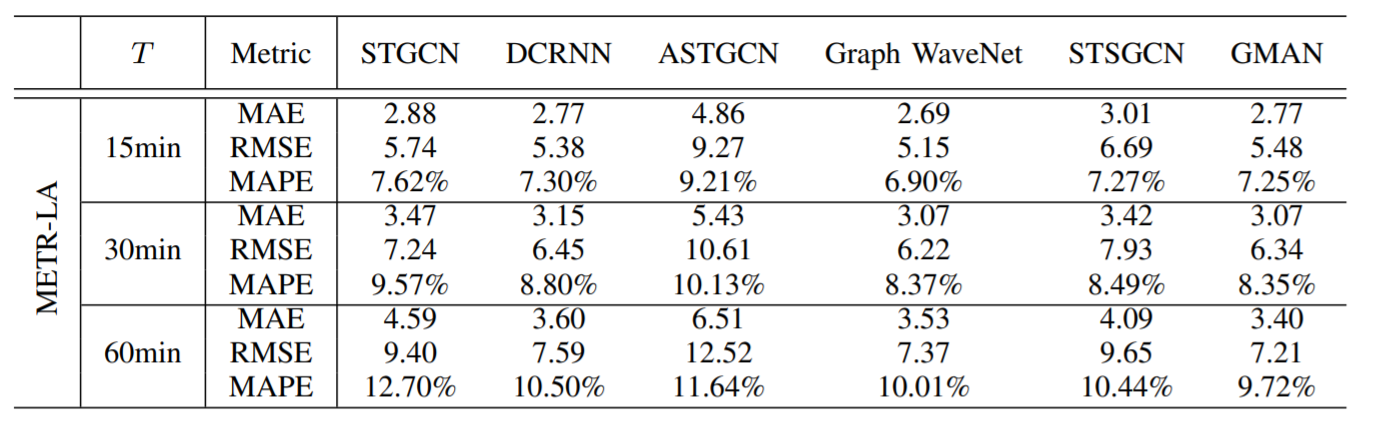 T Metric STGCN DCRNN ASTGCN Graph WaveNet STSGCN GMAN
METR-LA
15min
MAE 2.88 2.77 4.86 2.69 3.01 2.77
RMSE 5.74 5.38 9.27 5.15 6.69 5.48
MAPE 7.62% 7.30% 9.21% 6.90% 7.27% 7.25%
30min
MAE 3.47 3.15 5.43 3.07 3.42 3.07
RMSE 7.24 6.45 10.61 6.22 7.93 6.34
MAPE 9.57% 8.80% 10.13% 8.37% 8.49% 8.35%
60min
MAE 4.59 3.60 6.51 3.53 4.09 3.40
RMSE 9.40 7.59 12.52 7.37 9.65 7.21
MAPE 12.70% 10.50% 11.64% 10.01% 10.44% 9.72%